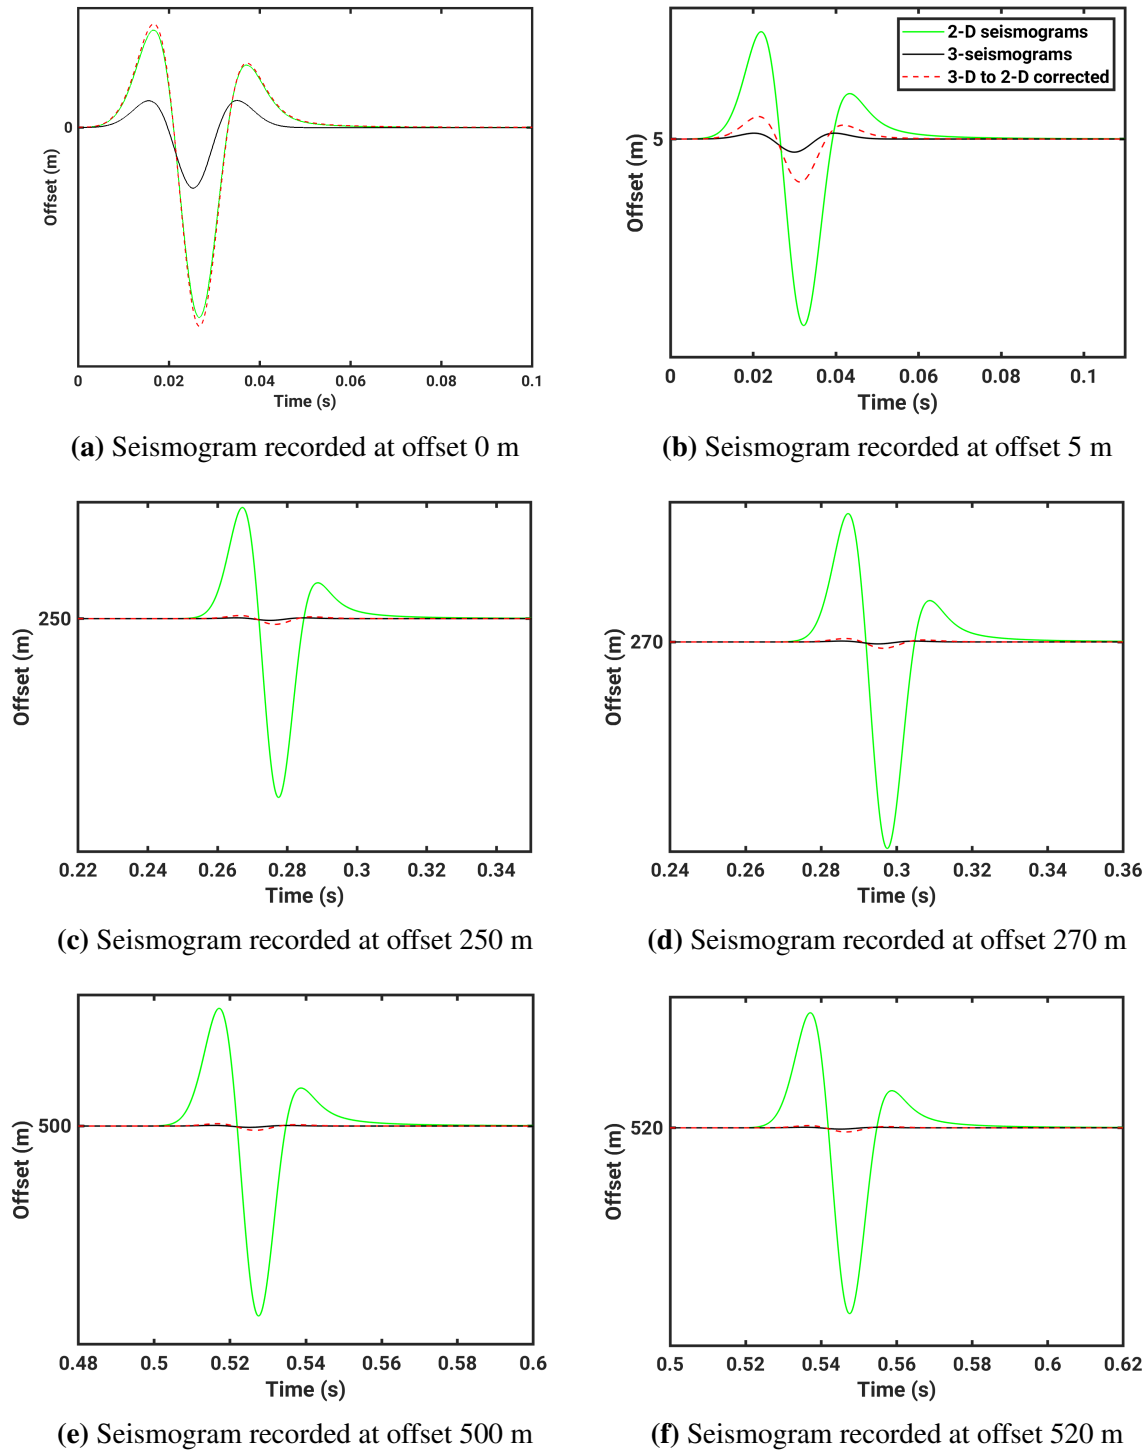 0
Offset (m)
0 0.02 0.04 0.06 0.08 0.1
Time (s)
(a) Seismogram recorded at offset 0 m
2-D seismograms
3-seismograms
3-D to 2-D corrected
5
Offset (m)
0 0.02 0.04 0.06 0.08 0.1
Time (s)
(b) Seismogram recorded at offset 5 m
250
Offset (m)
0.22 0.24 0.26 0.28 0.3 0.32 0.34
Time (s)
(c) Seismogram recorded at offset 250 m
270
Offset (m)
0.24 0.26 0.28 0.3 0.32 0.34 0.36
Time (s)
(d) Seismogram recorded at offset 270 m
500
Offset (m)
0.48 0.5 0.52 0.54 0.56 0.58 0.6
Time (s)
(e) Seismogram recorded at offset 500 m
520
Offset (m)
0.5 0.52 0.54 0.56 0.58 0.6 0.62
Time (s)
(f) Seismogram recorded at offset 520 m